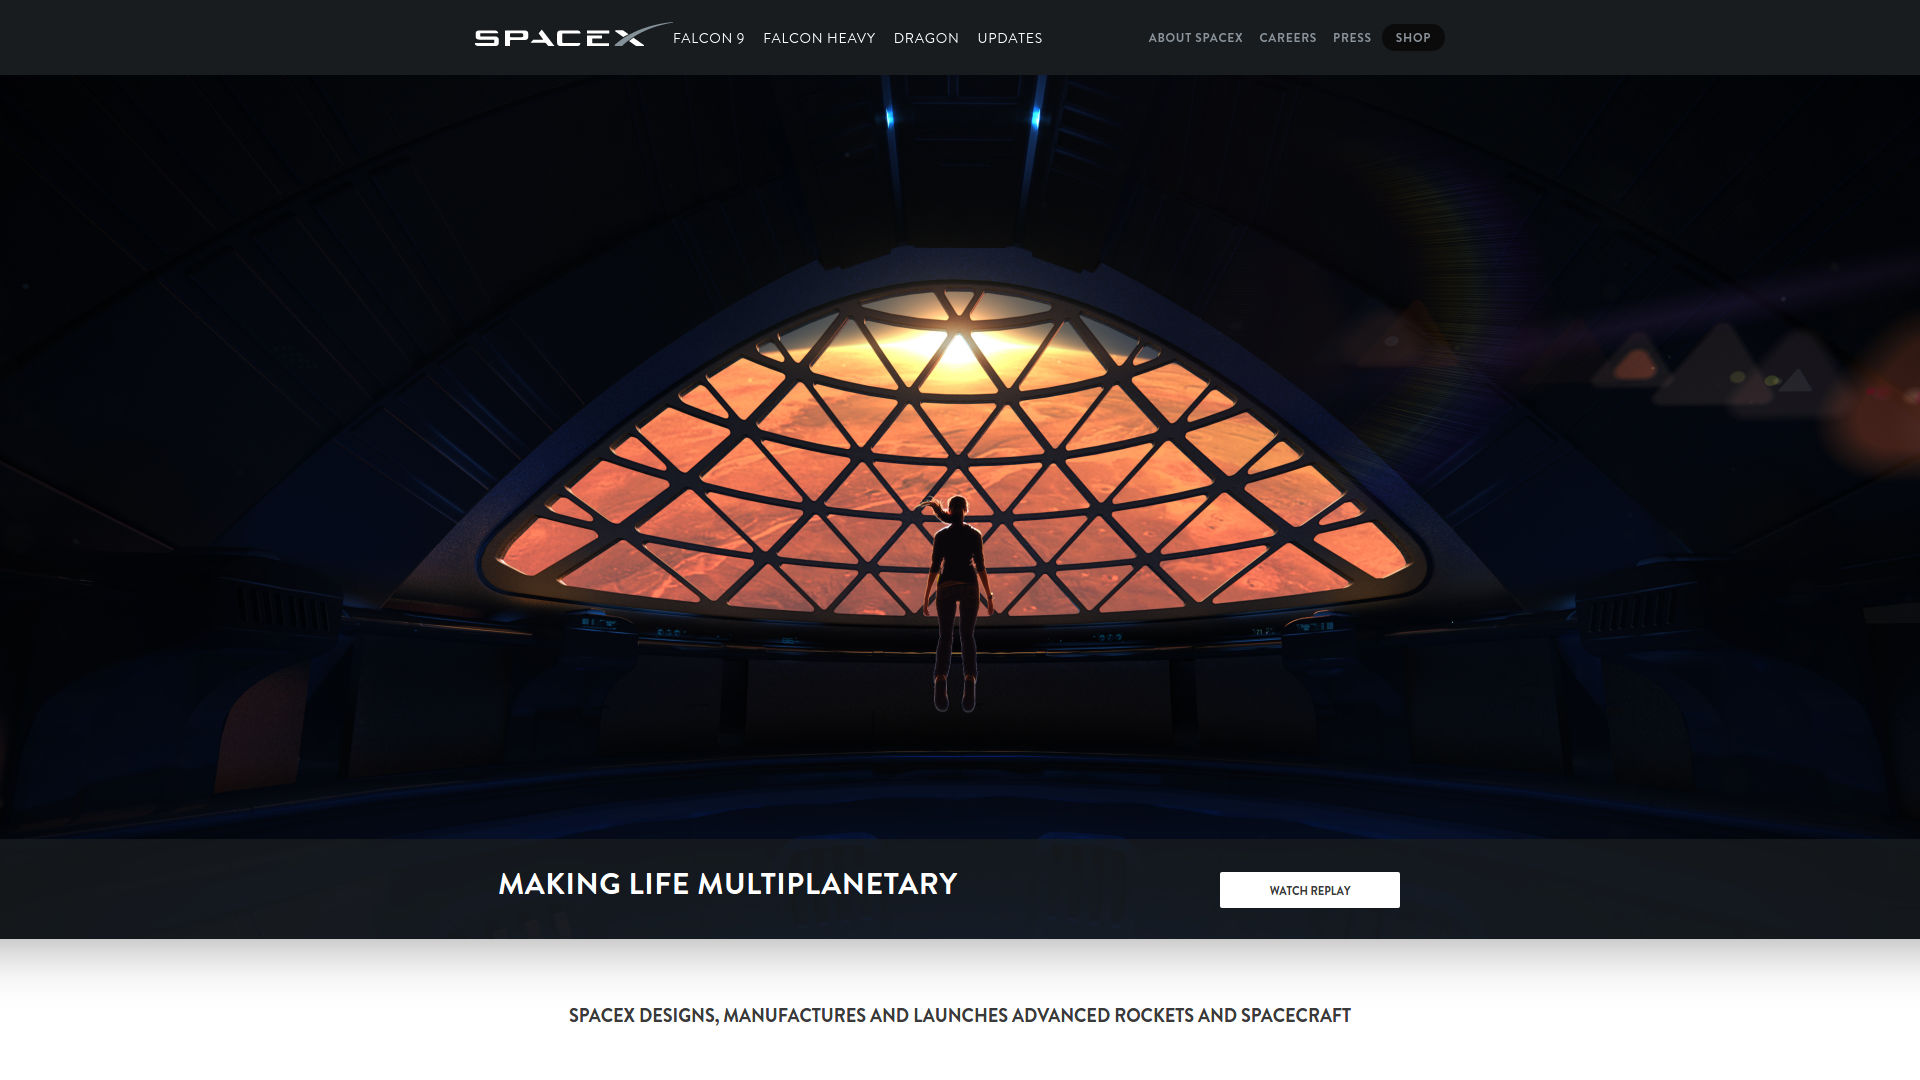 SPACEX FALCON 9 FALCON HEAVY DRAGON UPDATES ABOUT SPACEX CAREERS PRESS SHOP
MAKING LIFE MULTIPLANETARY WATCH REPLAY
SPACEX DESIGNS, MANUFACTURES AND LAUNCHES ADVANCED ROCKETS AND SPACECRAFT